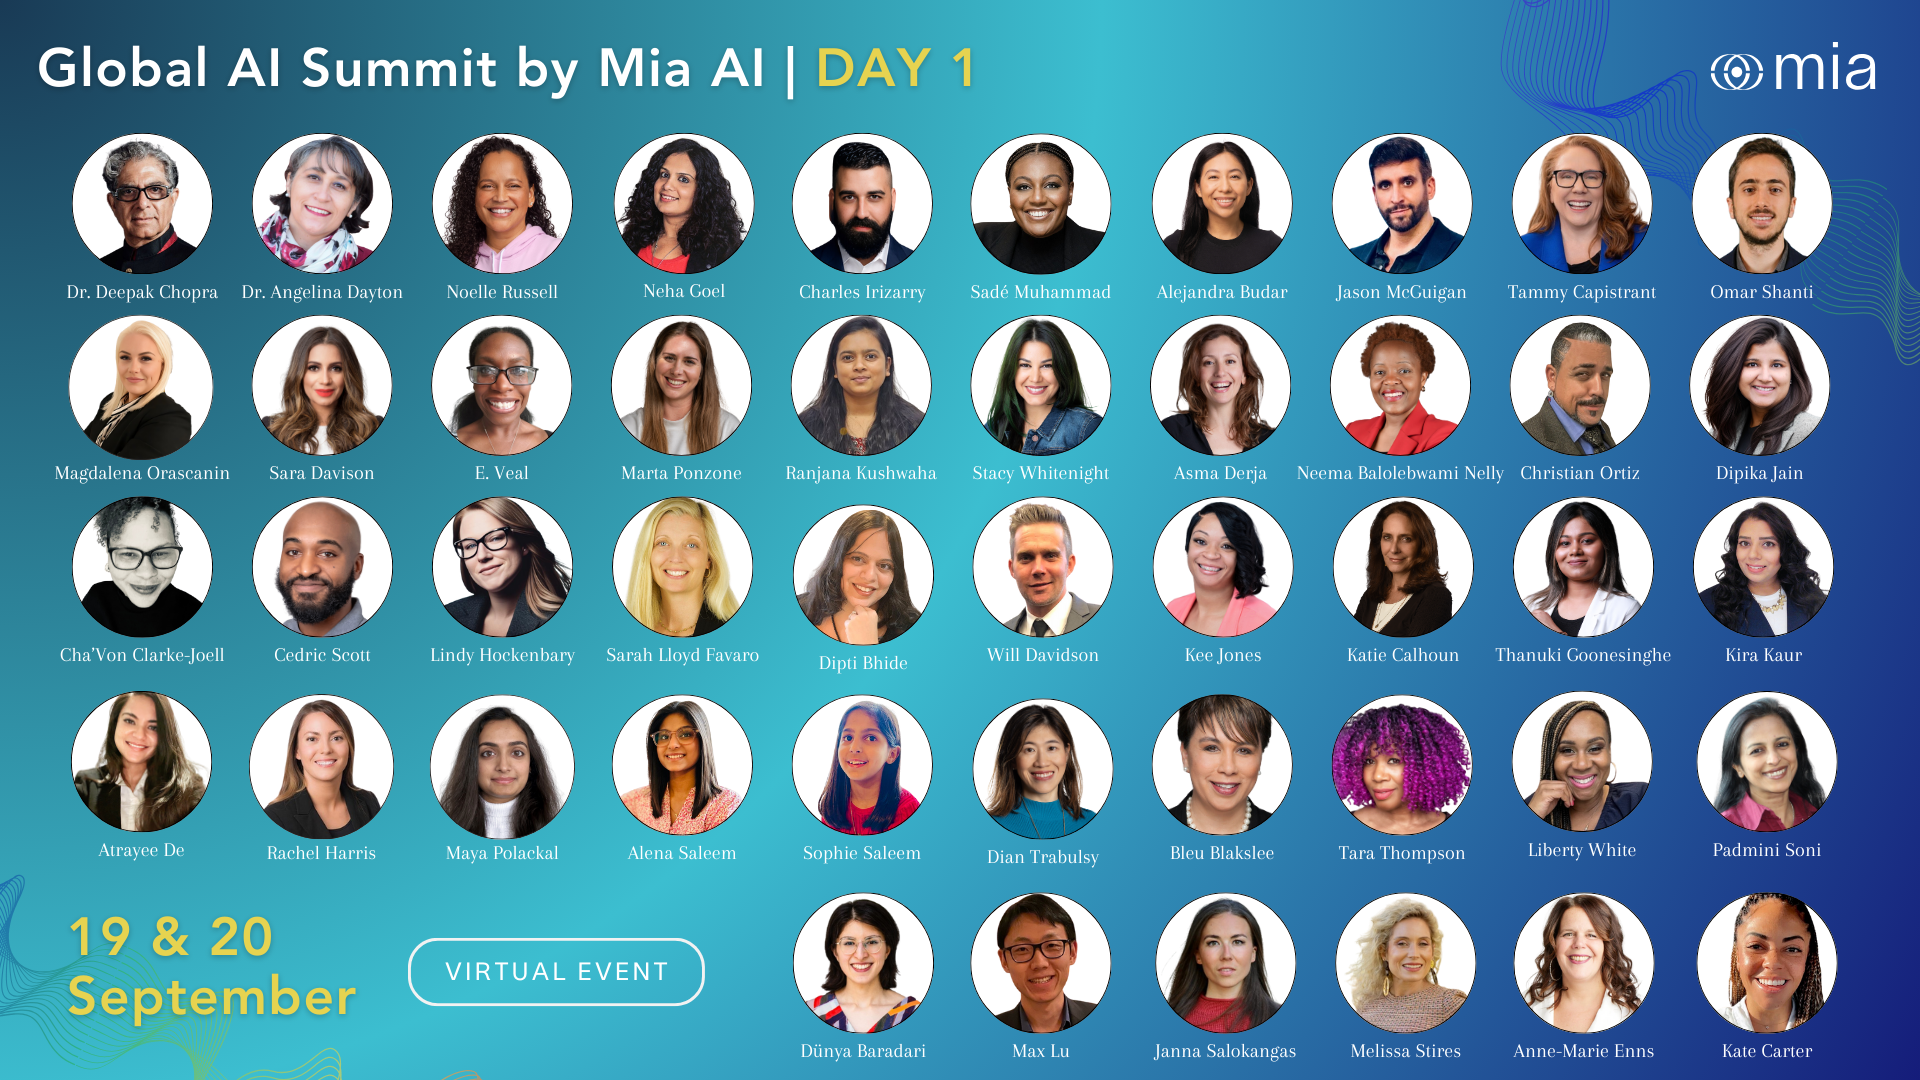 Global AI Summit by Mia AI | DAY 1
mia
Dr. Deepak Chopra
Dr. Angelina Dayton
Noelle Russell
Neha Goel
Charles Irizarry
Sadé Muhammad
Alejandra Budar
Jason McGuigan
Tammy Capistrant
Omar Shanti
Magdalena Orascanin
Sara Davison
E. Veal
Marta Ponzone
Ranjana Kushwaha
Stacy Whitenight
Asma Derja
Neema Balolebwami Nelly
Christian Ortiz
Dipika Jain
Cha'Von Clarke-Joell
Cedric Scott
Lindy Hockenbary
Sarah Lloyd Favaro
Dipti Bhide
Will Davidson
Kee Jones
Katie Calhoun
Thanuki Goonesinghe
Kira Kaur
Atrayee De
Rachel Harris
Maya Polackal
Alena Saleem
Sophie Saleem
Dian Trabulsy
Bleu Blakslee
Tara Thompson
Liberty White
Padmini Soni
19 & 20
September
VIRTUAL EVENT
Dünya Baradari
Max Lu
Janna Salokangas
Melissa Stires
Anne-Marie Enns
Kate Carter